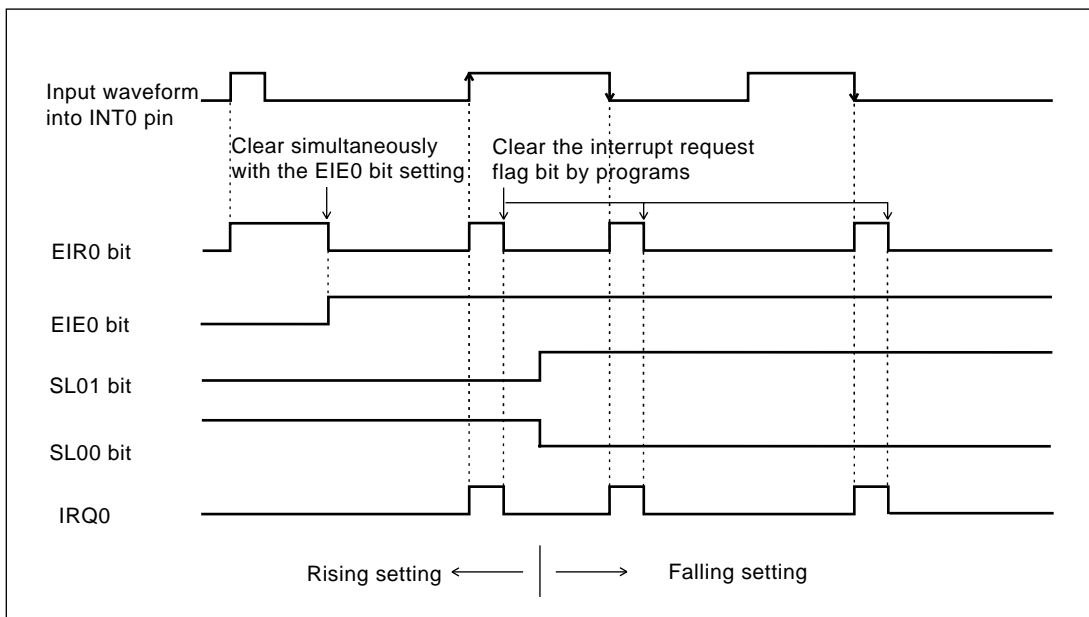 Input waveform
into INT0 pin
Clear simultaneously
with the EIE0 bit setting
Clear the interrupt request
flag bit by programs
EIR0 bit
EIE0 bit
SL01 bit
SL00 bit
IRQ0
Rising setting
Falling setting